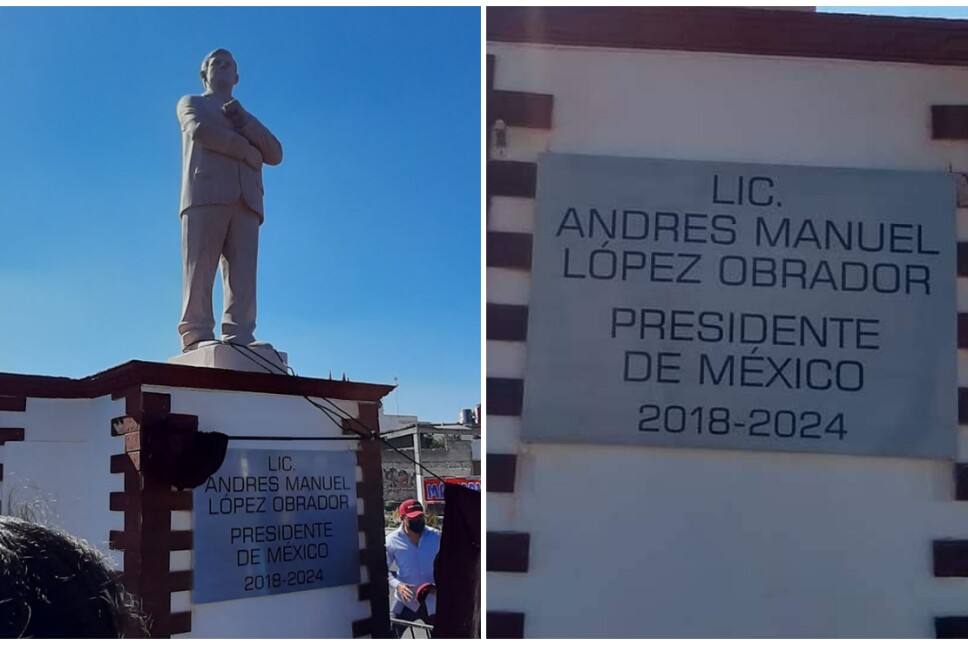 LIC.
ANDRES MANUEL
LÓPEZ OBRADOR
PRESIDENTE
DE MÉXICO
2018-2024
LIC.
ANDRES MANUEL
LÓPEZ OBRADOR
PRESIDENTE
DE MÉXICO
2018-2024